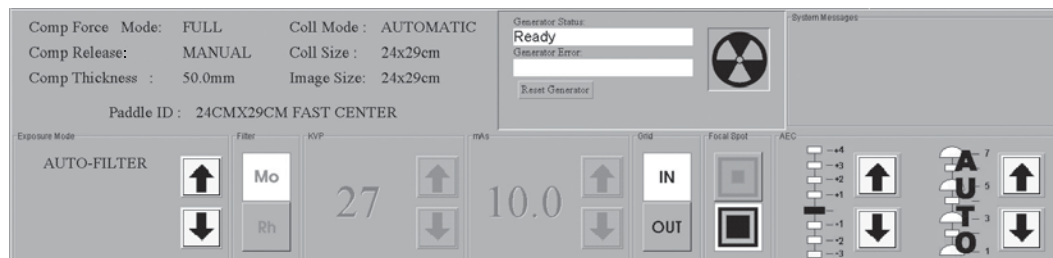 Comp Force Mode: FULL Coll Mode : AUTOMATIC
Comp Release: MANUAL Coll Size : 24x29cm
Comp Thickness : 50.0mm Image Size: 24x29cm
Paddle ID : 24CMX29CM FAST CENTER
Generator Status:
Ready
Generator Error:
Reset Generator
System Messages
Exposure Mode
AUTO-FILTER
Filter
Mo
Rh
KVP
27
mAs
10.0
Grid
IN
OUT
Focal Spot
AEC
+4
+3
+2
+1
-1
-2
-3
7
5
3
1
AUTO